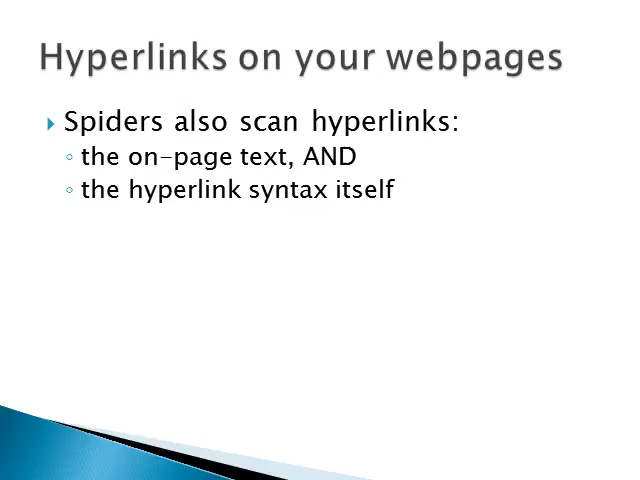 Hyperlinks on your webpages
Spiders also scan hyperlinks:
the on-page text, AND
the hyperlink syntax itself